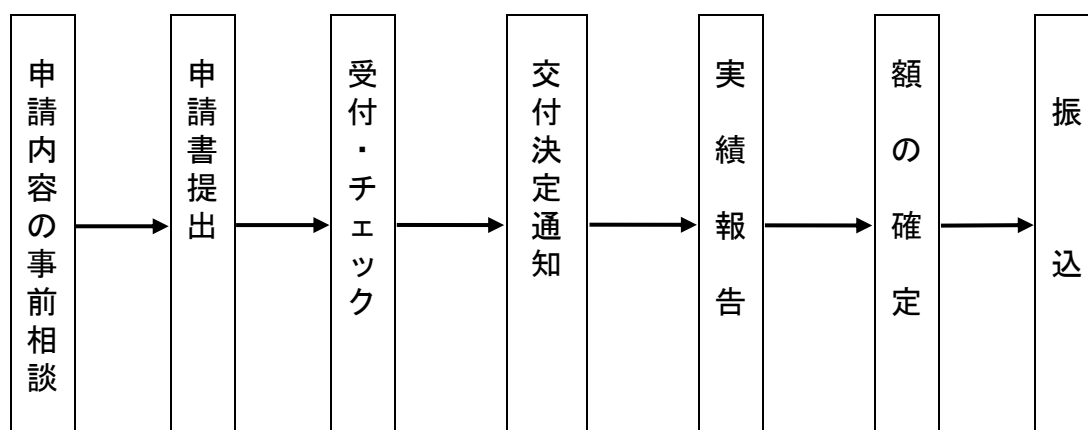 申請内容の事前相談
申請書提出
受付・チェック
交付決定通知
実績報告
額の確定
振込